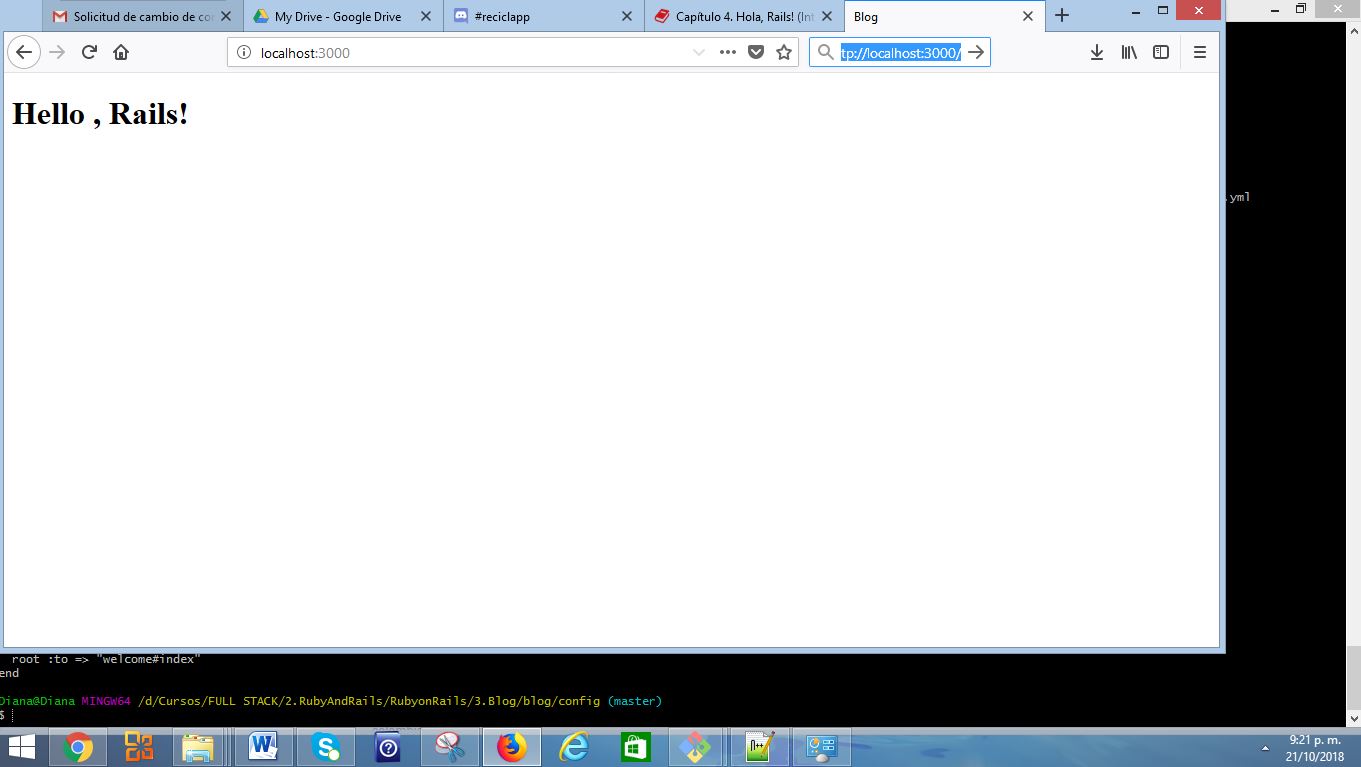 Solicitud de cambio de co
My Drive - Google Drive
#reciclapp
Capítulo 4. Hello Rails! (Int
Blog
localhost:3000
tp://localhost:3000/
Hello , Rails!
.yml
root :to => "welcome#index"
end
Diana@Diana MINGW64 /d/Cursos/FULL STACK/2.RubyAndRails/RubyonRails/3.Blog/blog/config (master)
$
9:21 p. m.
21/10/2018